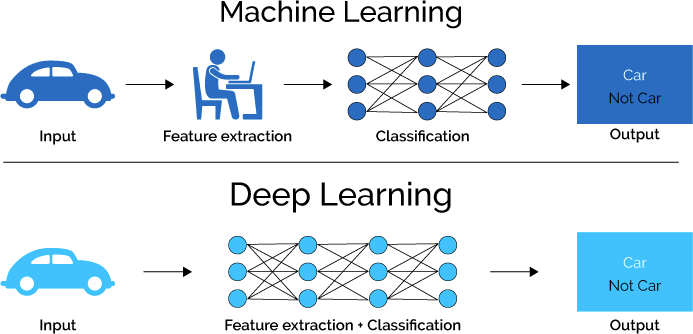 Machine Learning
Car
Not Car
Input
Feature extraction
Classification
Output
Deep Learning
Car
Not Car
Input
Feature extraction + Classification
Output